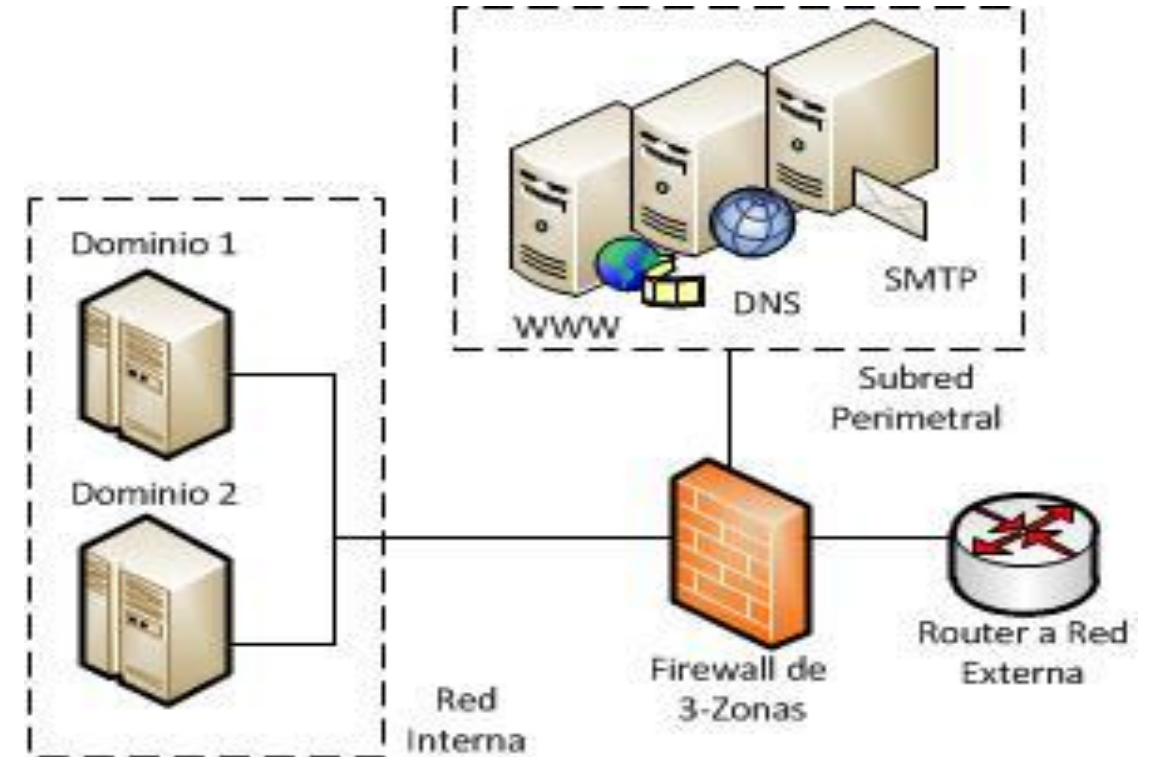 Dominio 1
WWW
DNS
SMTP
Subred
Perimetral
Dominio 2
Firewall de
3-Zonas
Router a Red
Externa
Red
Interna